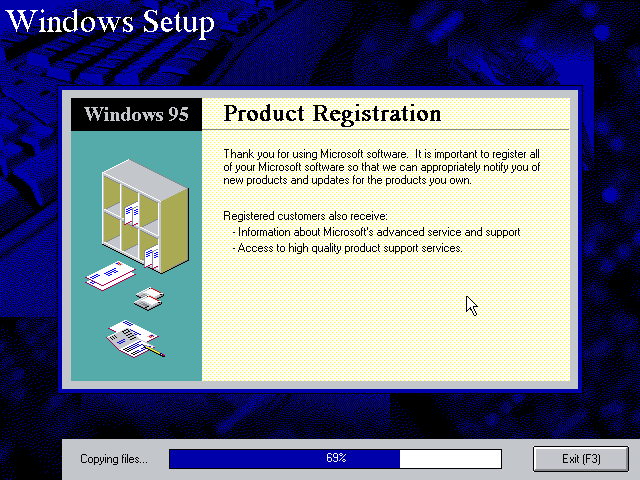 Windows Setup
Windows 95
Product Registration
Thank you for using Microsoft software.  It is important to register all
of your Microsoft software so that we can appropriately notify you of
new products and updates for the products you own.
Registered customers also receive:
- Information about Microsoft's advanced service and support
- Access to high quality product support services.
Copying files...
69%
Exit (F3)